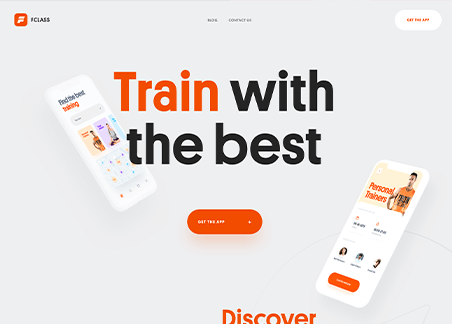 FCLASS
BLOG
CONTACT US
GET THE APP
Train with
the best
Find the best
training
GET THE APP
Personal
Trainers
Discover